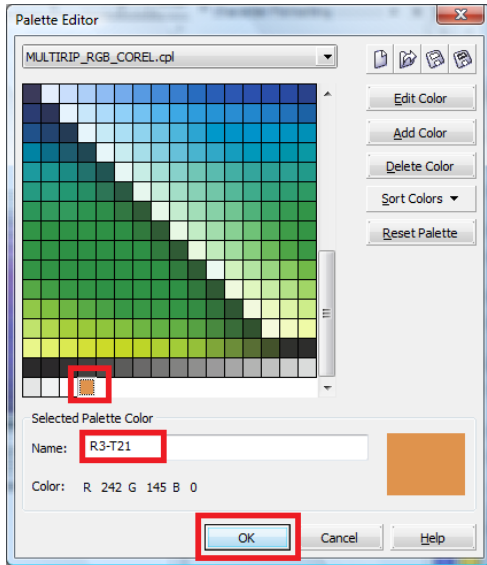 Palette Editor
MULTIRIP_RGB_COREL.cpl
Edit Color
Add Color
Delete Color
Sort Colors
Reset Palette
Selected Palette Color
Name: R3-T21
Color: R 242 G 145 B 0
OK Cancel Help